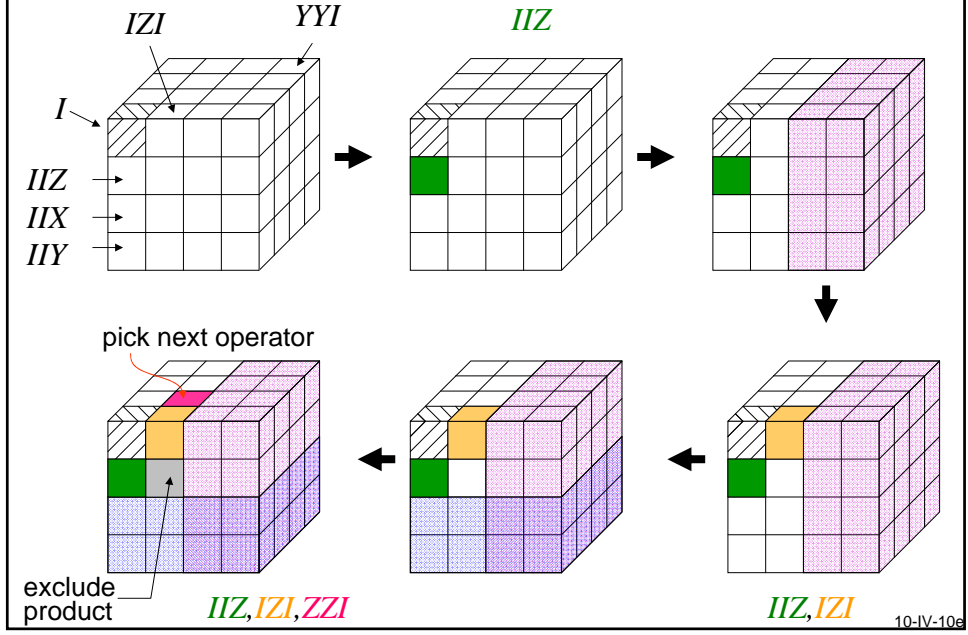 IZI
YYI
IIZ
I
IIZ
IIX
IIY
pick next operator
exclude
product
IIZ,IZI,ZZI
IIZ,IZI
10-IV-10e